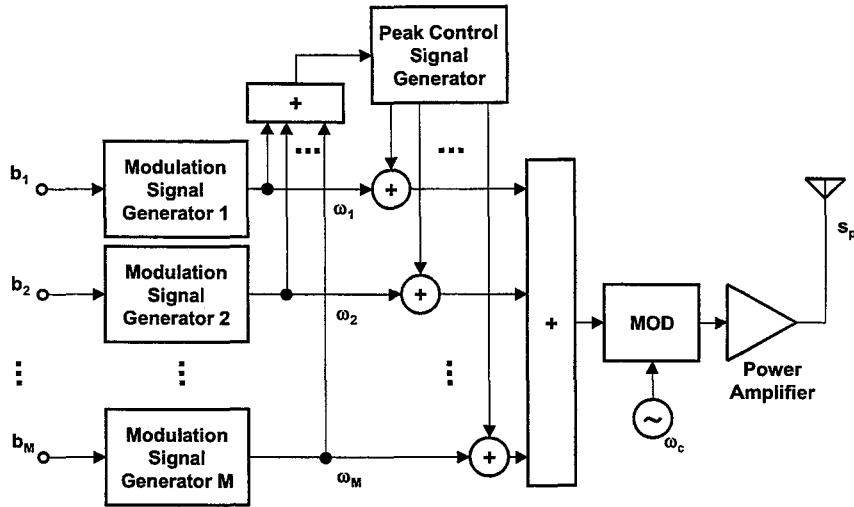 Peak Control
Signal
Generator
+
b1
Modulation
Signal
Generator 1
+
ω1
b2
Modulation
Signal
Generator 2
+
ω2
bM
Modulation
Signal
Generator M
+
ωM
+
MOD
~
ωc
Power
Amplifier
sp